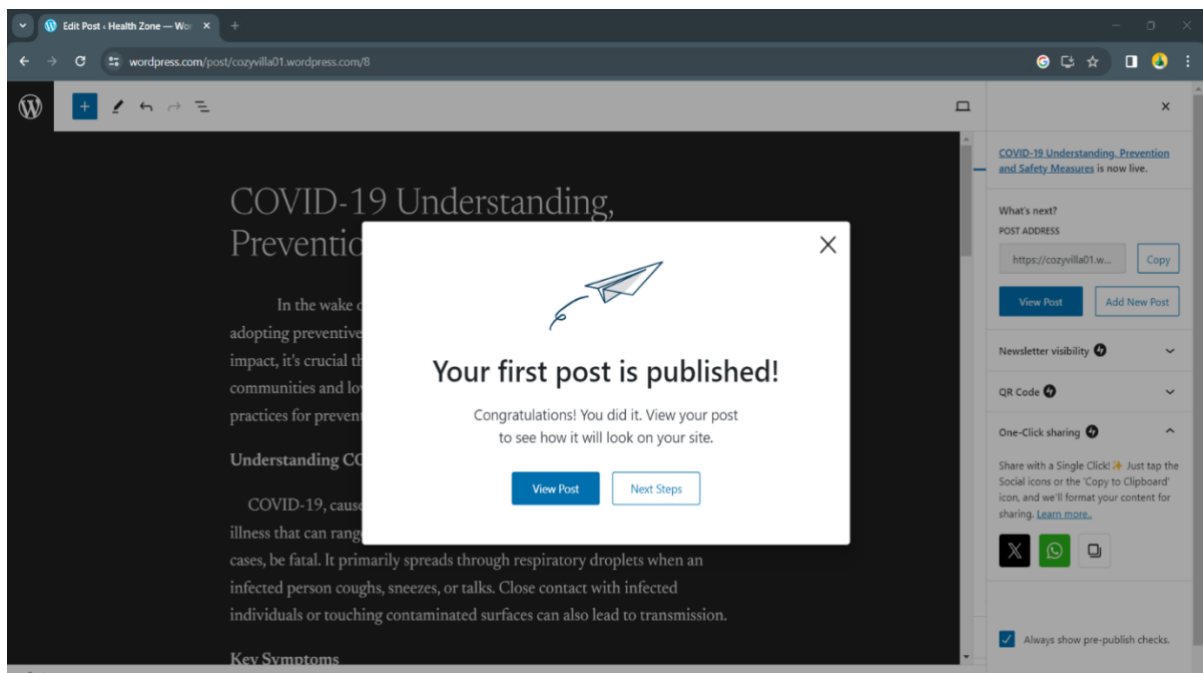 Edit Post ‹ Health Zone — Wor
wordpress.com/post/cozyvilla01.wordpress.com/8
COVID-19 Understanding,
Preventio
In the wake
adopting preventive
impact, it's crucial th
communities and lo
practices for preven
Understanding CO
COVID-19, cause
illness that can rang
cases, be fatal. It primarily spreads through respiratory droplets when an
infected person coughs, sneezes, or talks. Close contact with infected
individuals or touching contaminated surfaces can also lead to transmission.
Key Symptoms
Your first post is published!
Congratulations! You did it. View your post
to see how it will look on your site.
View Post
Next Steps
COVID-19 Understanding, Prevention
and Safety Measures is now live.
What's next?
POST ADDRESS
https://cozyvilla01.w...
Copy
View Post
Add New Post
Newsletter visibility
QR Code
One-Click sharing
Share with a Single Click!✨ Just tap the
Social icons or the 'Copy to Clipboard'
icon, and we'll format your content for
sharing. Learn more..
Always show pre-publish checks.